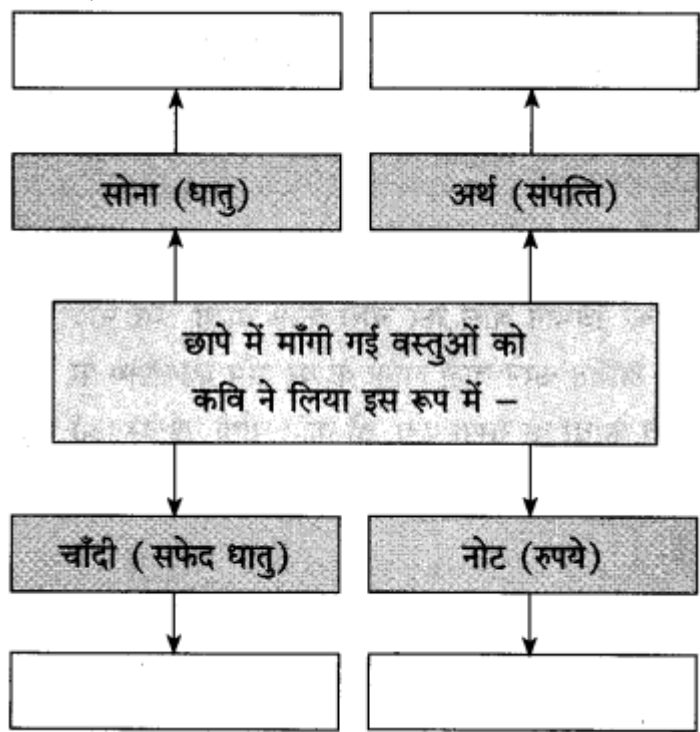 सोना (धातु)
अर्थ (संपत्ति)
छापे में माँगी गई वस्तुओं को
कवि ने लिया इस रूप में –
चाँदी (सफेद धातु)
नोट (रुपये)